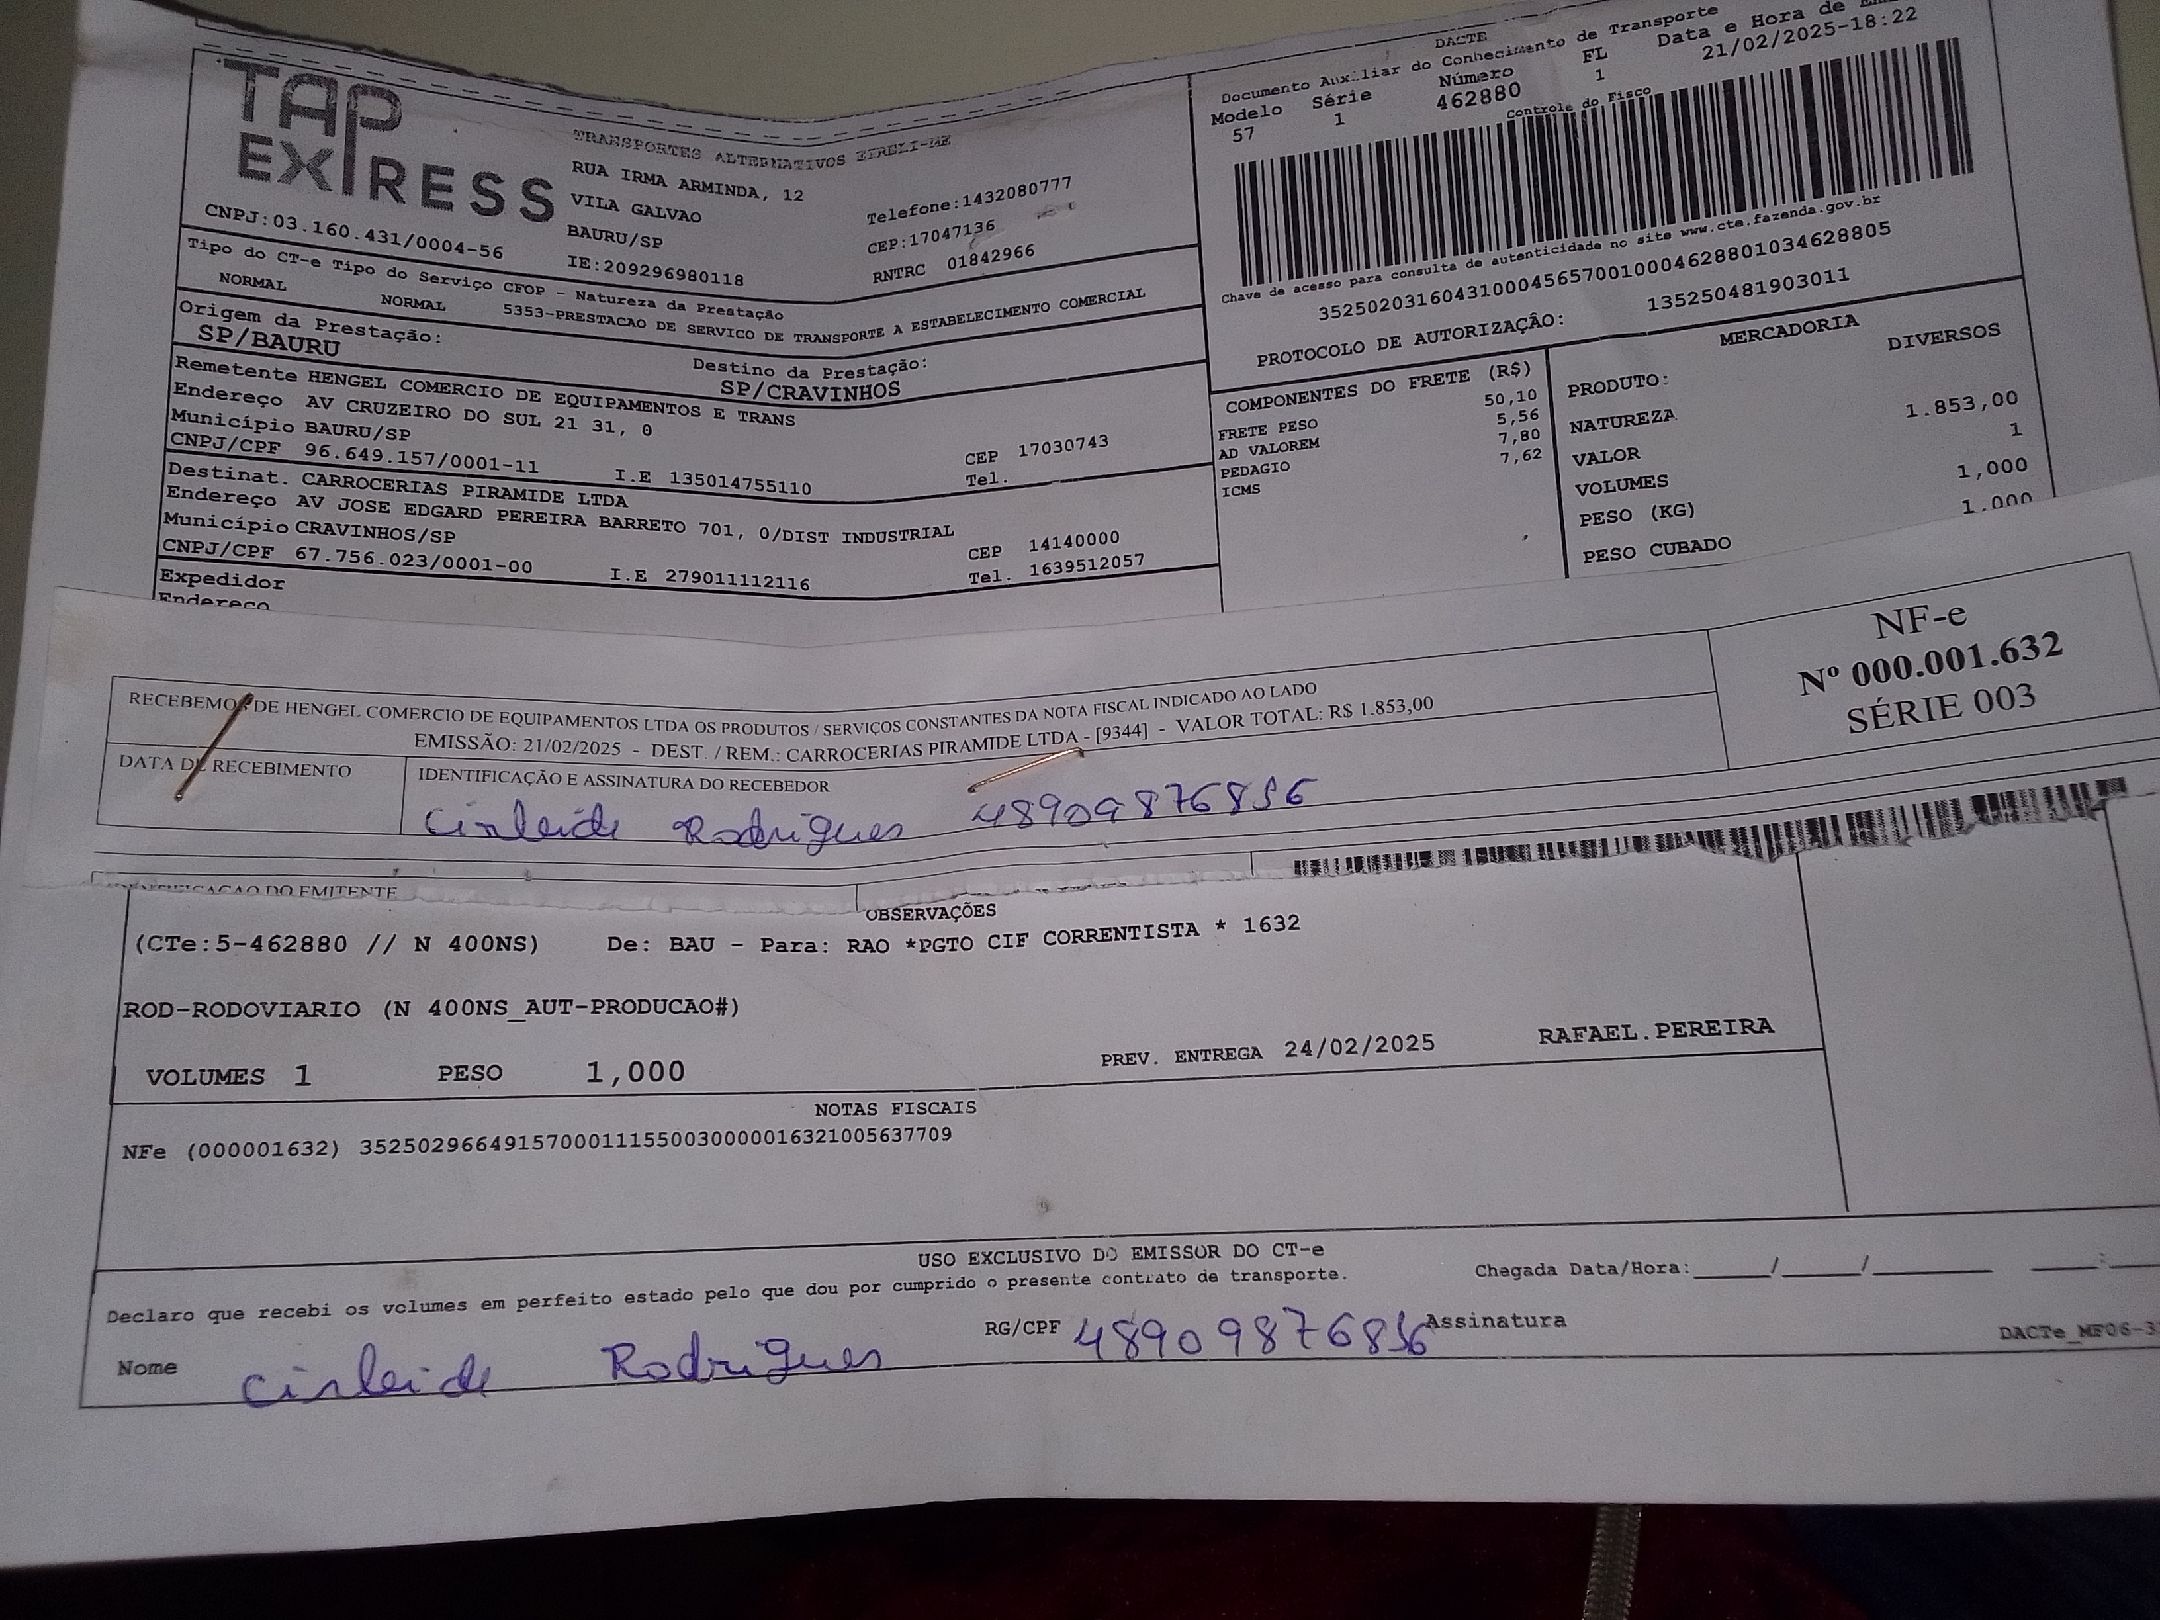 TAP
EXPRESS
TRANSPORTES ALTERNATIVOS EIRELI-ME
RUA IRMA ARMINDA, 12
VILA GALVAO
BAURU/SP
IE:209296980118
Telefone:1432080777
CEP:17047136
RNTRC 01842966
CNPJ:03.160.431/0004-56
DACTE
Documento Auxiliar do Conhecimento de Transporte
Modelo Série Número FL Data e Hora de
57 1 462880 1 21/02/2025-18:22
Controle do Fisco
Chave de acesso para consulta de autenticidade no site www.cte.fazenda.gov.br
35250203160431000456570010004628801034628805
PROTOCOLO DE AUTORIZAÇÃO: 135250481903011
Tipo do CT-e Tipo do Serviço CFOP - Natureza da Prestação
NORMAL NORMAL 5353-PRESTACAO DE SERVICO DE TRANSPORTE A ESTABELECIMENTO COMERCIAL
Origem da Prestação: Destino da Prestação:
SP/BAURU SP/CRAVINHOS
Remetente HENGEL COMERCIO DE EQUIPAMENTOS E TRANS
Endereço AV CRUZEIRO DO SUL 21 31, 0
Município BAURU/SP CEP 17030743
CNPJ/CPF 96.649.157/0001-11 I.E 135014755110 Tel.
Destinat. CARROCERIAS PIRAMIDE LTDA
Endereço AV JOSE EDGARD PEREIRA BARRETO 701, 0/DIST INDUSTRIAL
Município CRAVINHOS/SP CEP 14140000
CNPJ/CPF 67.756.023/0001-00 I.E 279011112116 Tel. 1639512057
Expedidor
Endereço
COMPONENTES DO FRETE (R$)
FRETE PESO 50,10
AD VALOREM 5,56
PEDAGIO 7,80
ICMS 7,62
MERCADORIA
PRODUTO: DIVERSOS
NATUREZA
VALOR 1.853,00
VOLUMES 1
PESO (KG) 1,000
PESO CUBADO 1.000
RECEBEMOS DE HENGEL COMERCIO DE EQUIPAMENTOS LTDA OS PRODUTOS / SERVIÇOS CONSTANTES DA NOTA FISCAL INDICADO AO LADO
EMISSÃO: 21/02/2025 - DEST. / REM.: CARROCERIAS PIRAMIDE LTDA - [9344] - VALOR TOTAL: R$ 1.853,00
DATA DE RECEBIMENTO
IDENTIFICAÇÃO E ASSINATURA DO RECEBEDOR
Cirleide Rodrigues 48909876856
NF-e
Nº 000.001.632
SÉRIE 003
DO EMITENTE
OBSERVAÇÕES
(CTe:5-462880 // N 400NS) De: BAU - Para: RAO *PGTO CIF CORRENTISTA * 1632
ROD-RODOVIARIO (N 400NS_AUT-PRODUCAO#)
VOLUMES 1 PESO 1,000 PREV. ENTREGA 24/02/2025 RAFAEL.PEREIRA
NOTAS FISCAIS
NFe (000001632) 35250296649157000111550030000016321005637709
USO EXCLUSIVO DO EMISSOR DO CT-e
Declaro que recebi os volumes em perfeito estado pelo que dou por cumprido o presente contrato de transporte. Chegada Data/Hora:_____/_____/________ ____:____
Nome Cirleide Rodrigues RG/CPF 48909876856 Assinatura
DACTe_MF06-3